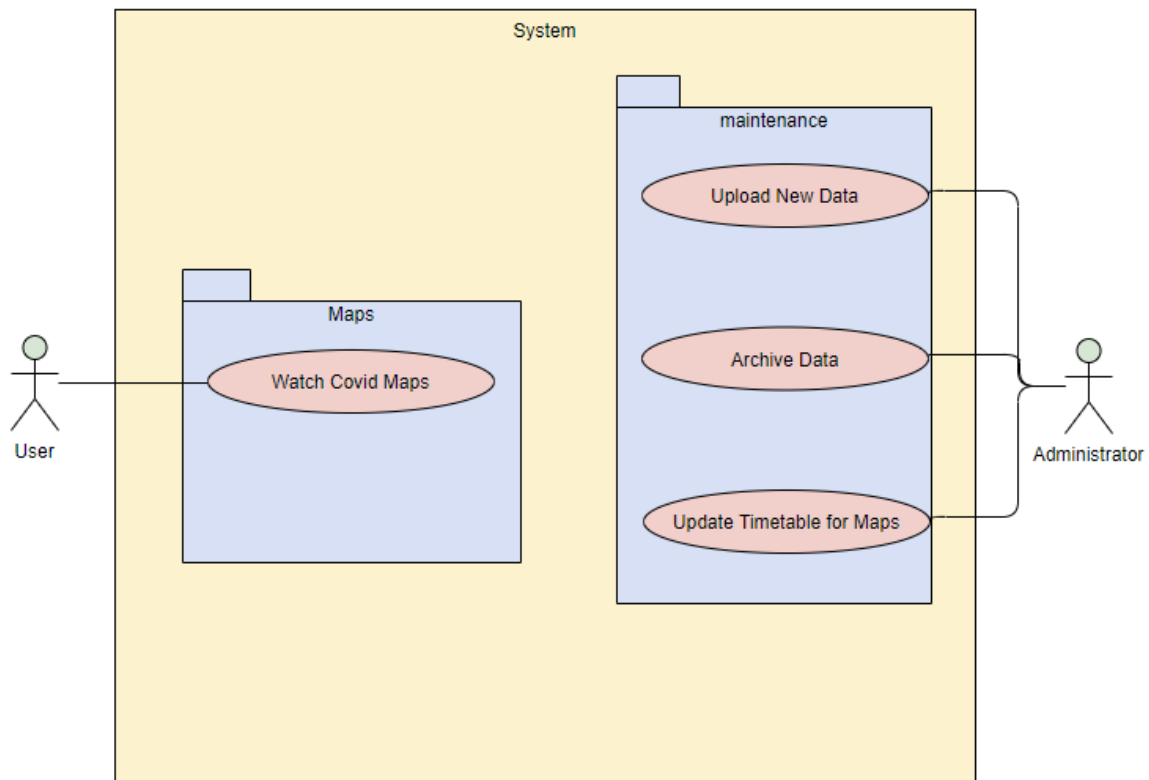 System
maintenance
Upload New Data
Maps
Archive Data
Watch Covid Maps
User
Administrator
Update Timetable for Maps